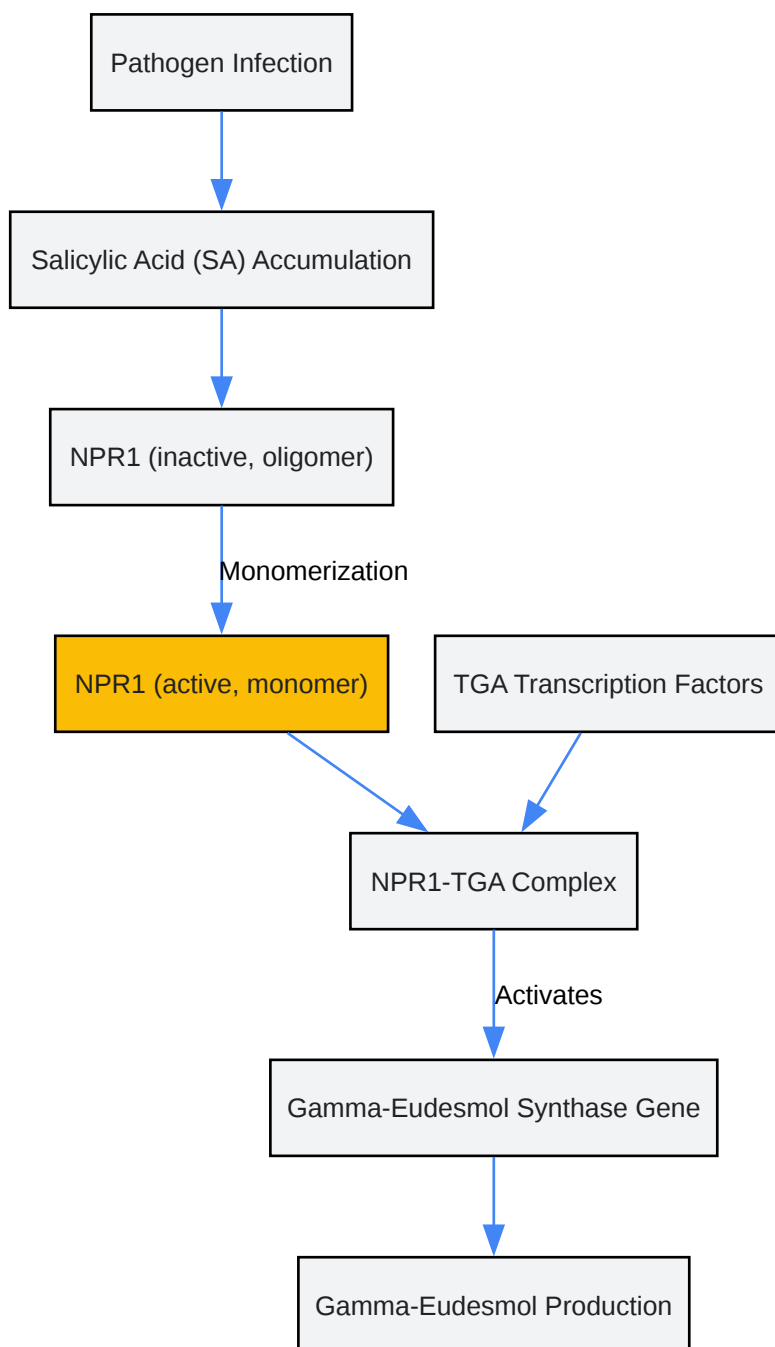 Pathogen Infection
Salicylic Acid (SA) Accumulation
NPR1 (inactive, oligomer)
Monomerization
NPR1 (active, monomer)
TGA Transcription Factors
NPR1-TGA Complex
Activates
Gamma-Eudesmol Synthase Gene
Gamma-Eudesmol Production